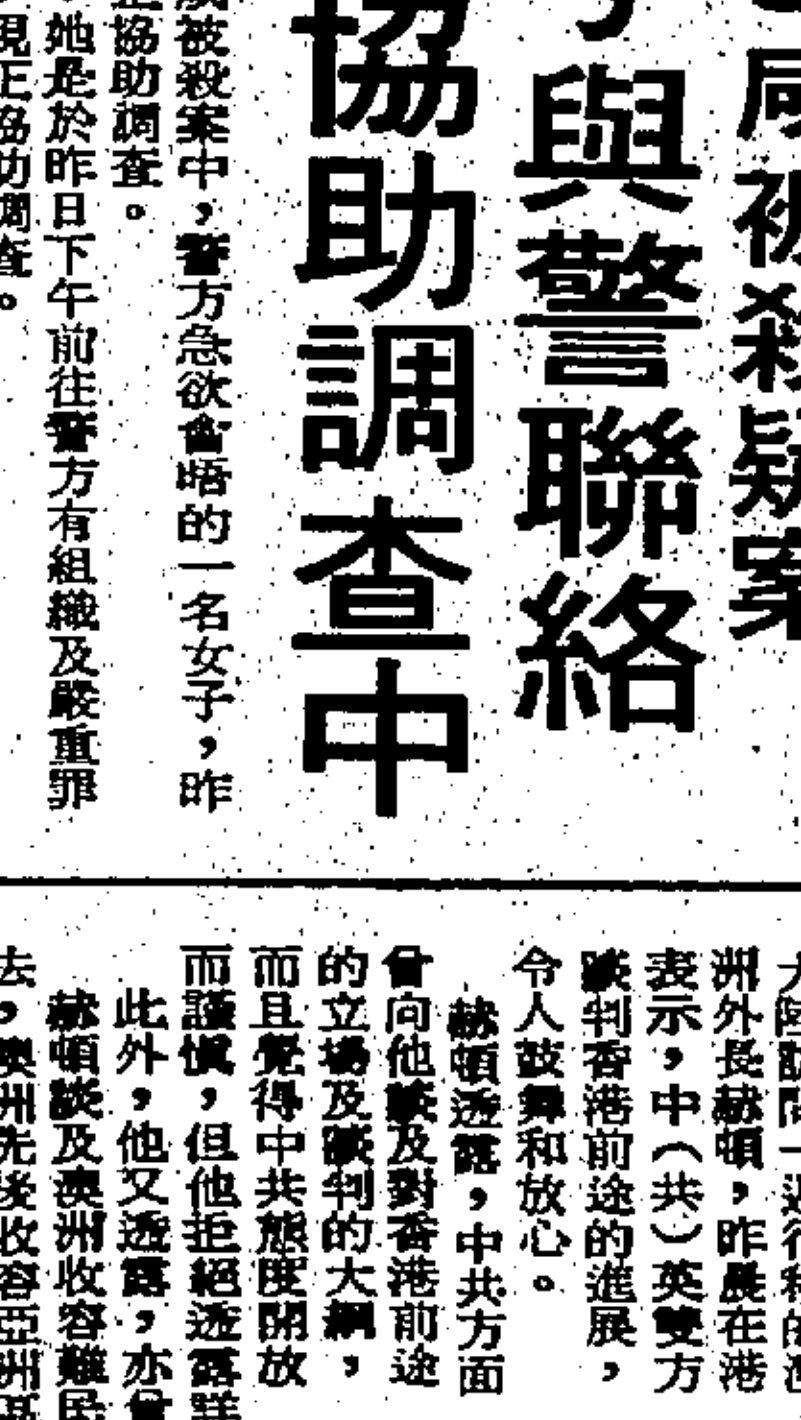 咸被殺疑案
與警聯絡
協助調查中
被殺案中，警方急欲會晤的一名女子，昨
協助調查。
她是於昨日下午前往警方有組織及嚴重罪
現正協助調查。
洲外長赫頓，昨晨在港
表示，中（共）英雙方
談判香港前途的進展，
令人鼓舞和放心。
赫頓透露，中共方面
曾向他談及對香港前途
的立場及談判的大綱，
而且覺得中共態度開放
而謹慎，但他拒絕透露詳
此外，他又透露，亦曾
赫頓談及澳洲收容難民
去，澳洲先後收容亞洲